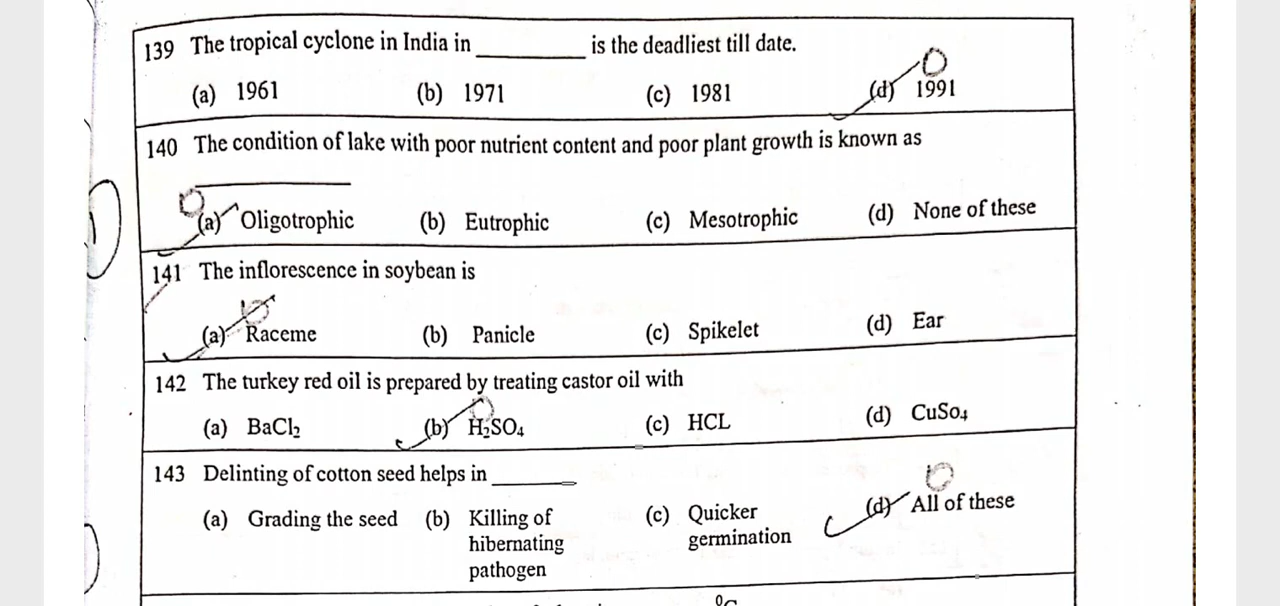 139 The tropical cyclone in India in __________ is the deadliest till date.
(a) 1961 (b) 1971 (c) 1981 (d) 1991
140 The condition of lake with poor nutrient content and poor plant growth is known as
______________
(a) Oligotrophic (b) Eutrophic (c) Mesotrophic (d) None of these
141 The inflorescence in soybean is
(a) Raceme (b) Panicle (c) Spikelet (d) Ear
142 The turkey red oil is prepared by treating castor oil with
(a) BaCl₂ (b) H₂SO₄ (c) HCL (d) CuSo₄
143 Delinting of cotton seed helps in ________
(a) Grading the seed (b) Killing of (c) Quicker (d) All of these
hibernating germination
pathogen